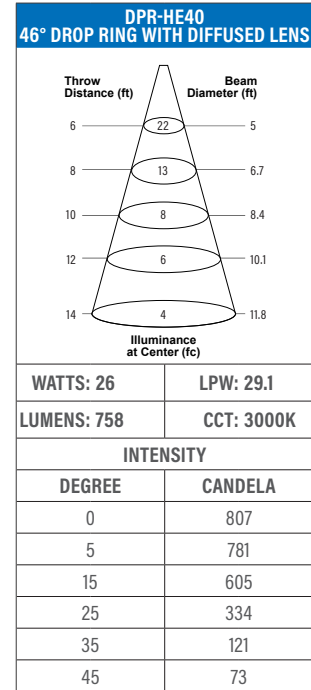 DPR-HE40
46° DROP RING WITH DIFFUSED LENS
Throw Distance (ft) Beam Diameter (ft)
6 22 5
8 13 6.7
10 8 8.4
12 6 10.1
14 4 11.8
Illuminance
at Center (fc)
WATTS: 26 LPW: 29.1
LUMENS: 758 CCT: 3000K
INTENSITY
DEGREE CANDELA
0 807
5 781
15 605
25 334
35 121
45 73